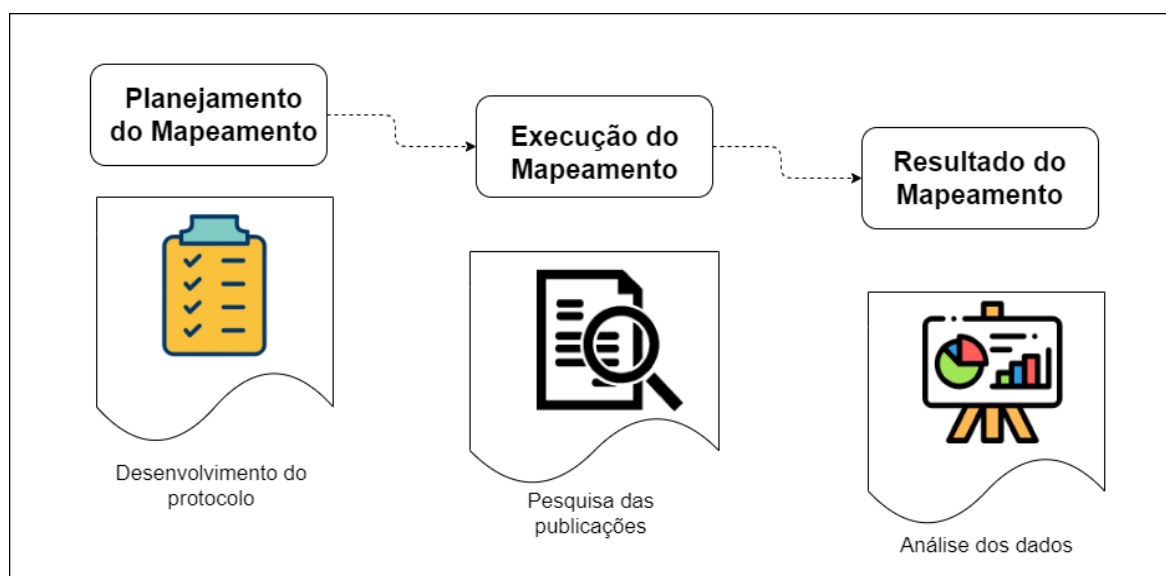 Planejamento
do Mapeamento
Execução do
Mapeamento
Resultado do
Mapeamento
Desenvolvimento do
protocolo
Pesquisa das
publicações
Análise dos dados